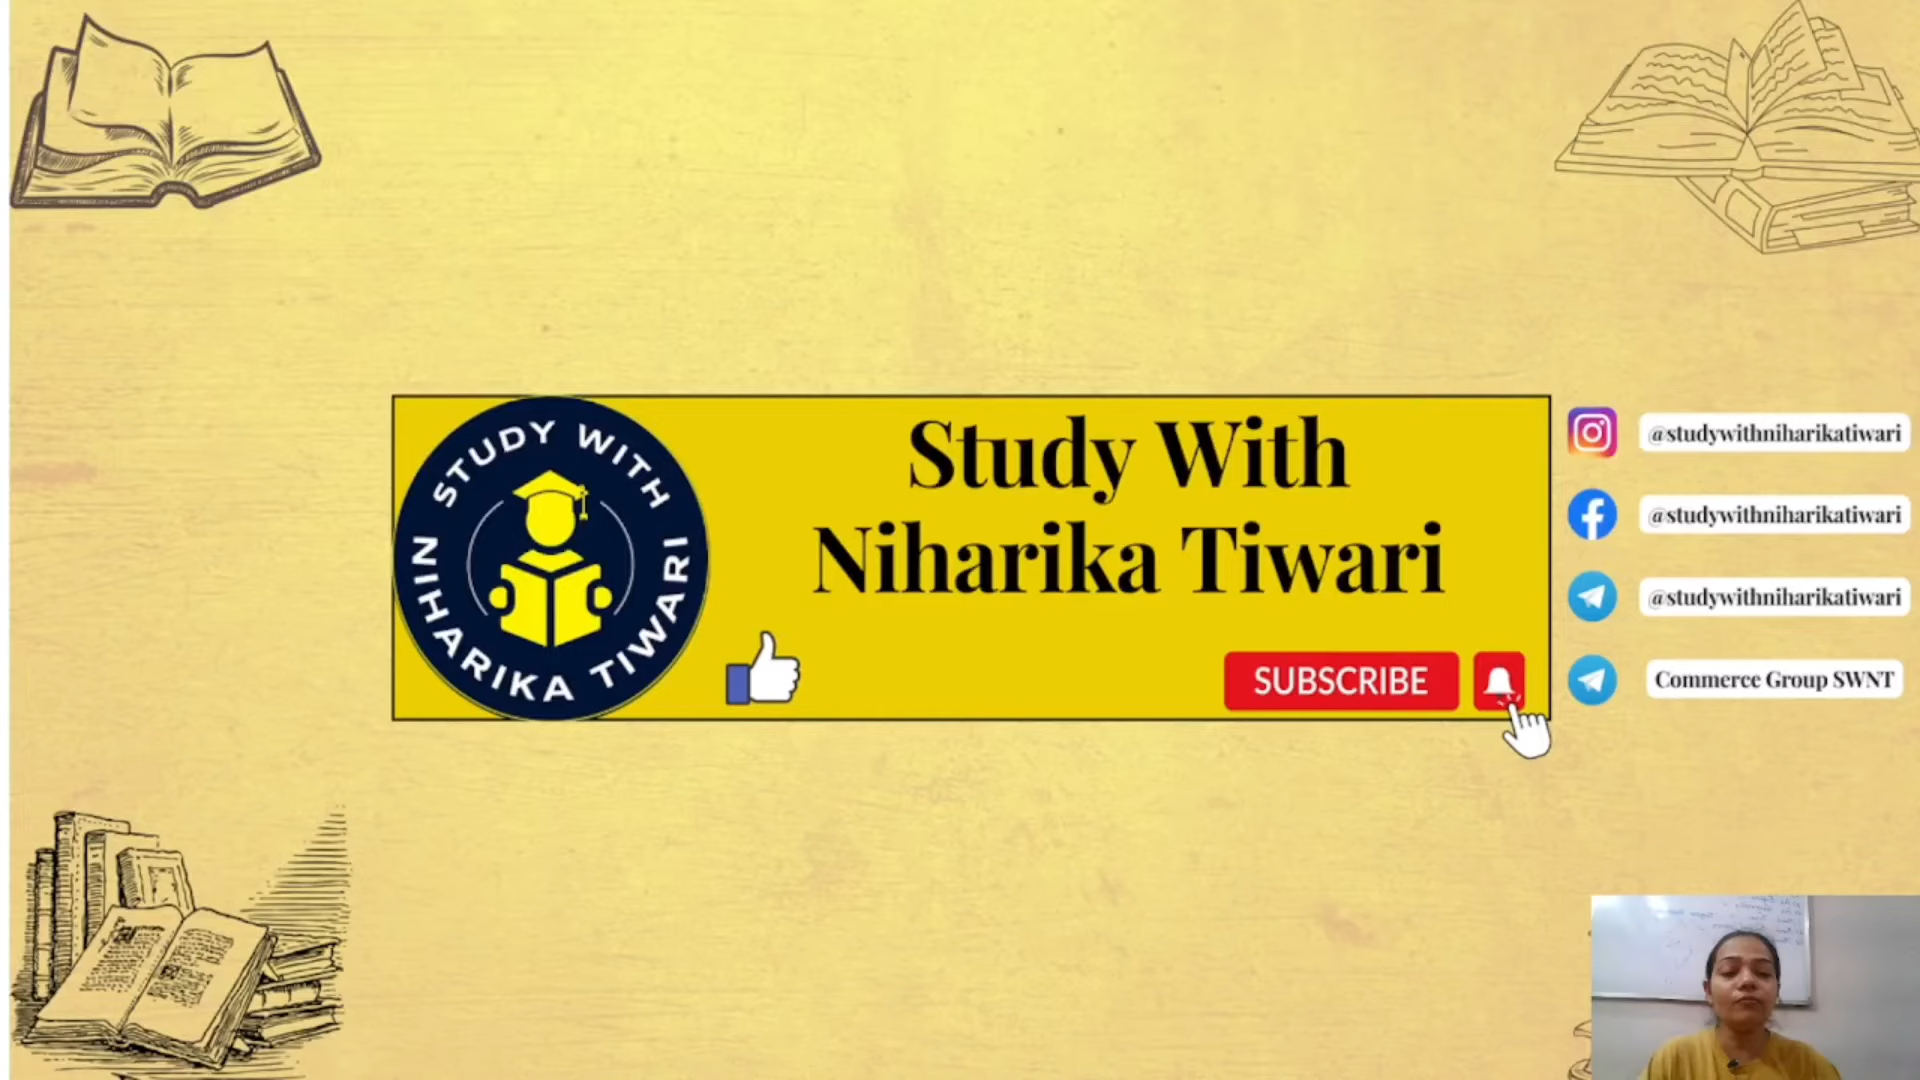 STUDY WITH
NIHARIKA TIWARI
Study With
Niharika Tiwari
SUBSCRIBE
@studywithniharikatiwari
@studywithniharikatiwari
@studywithniharikatiwari
Commerce Group SWNT